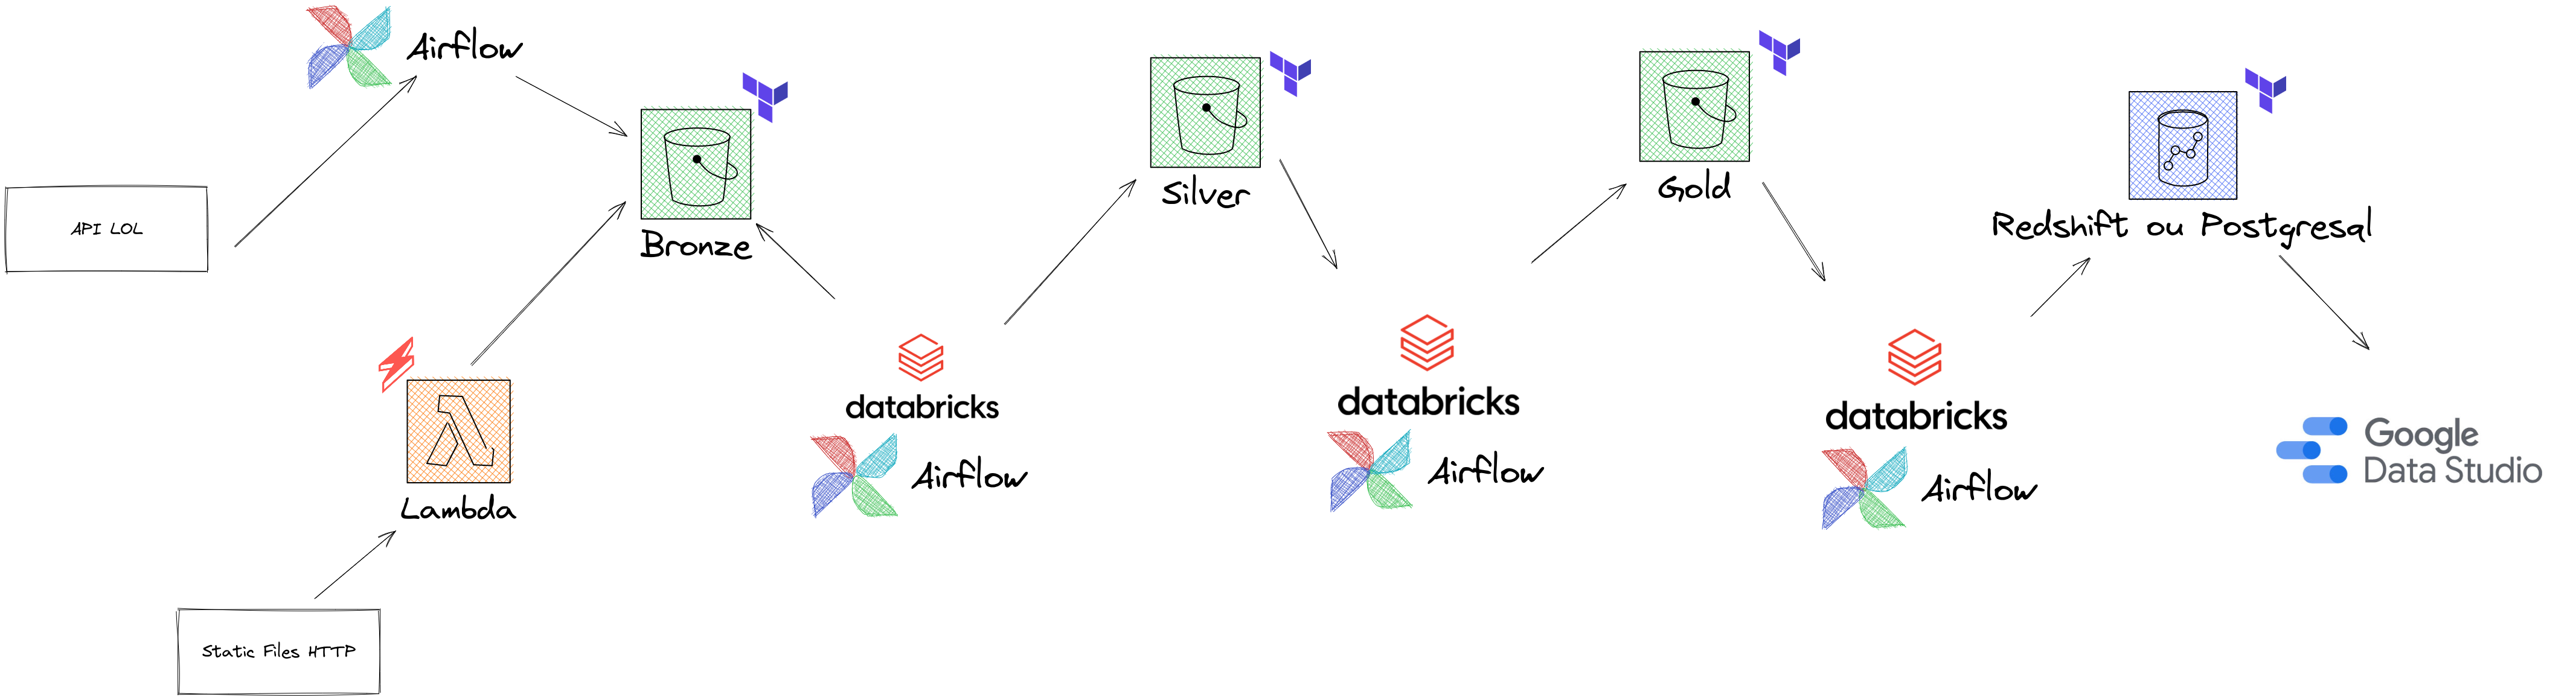 Airflow
API LOL
Bronze
Lambda
Static Files HTTP
databricks
Airflow
Silver
databricks
Airflow
Gold
databricks
Airflow
Redshift ou Postgresal
Google
Data Studio